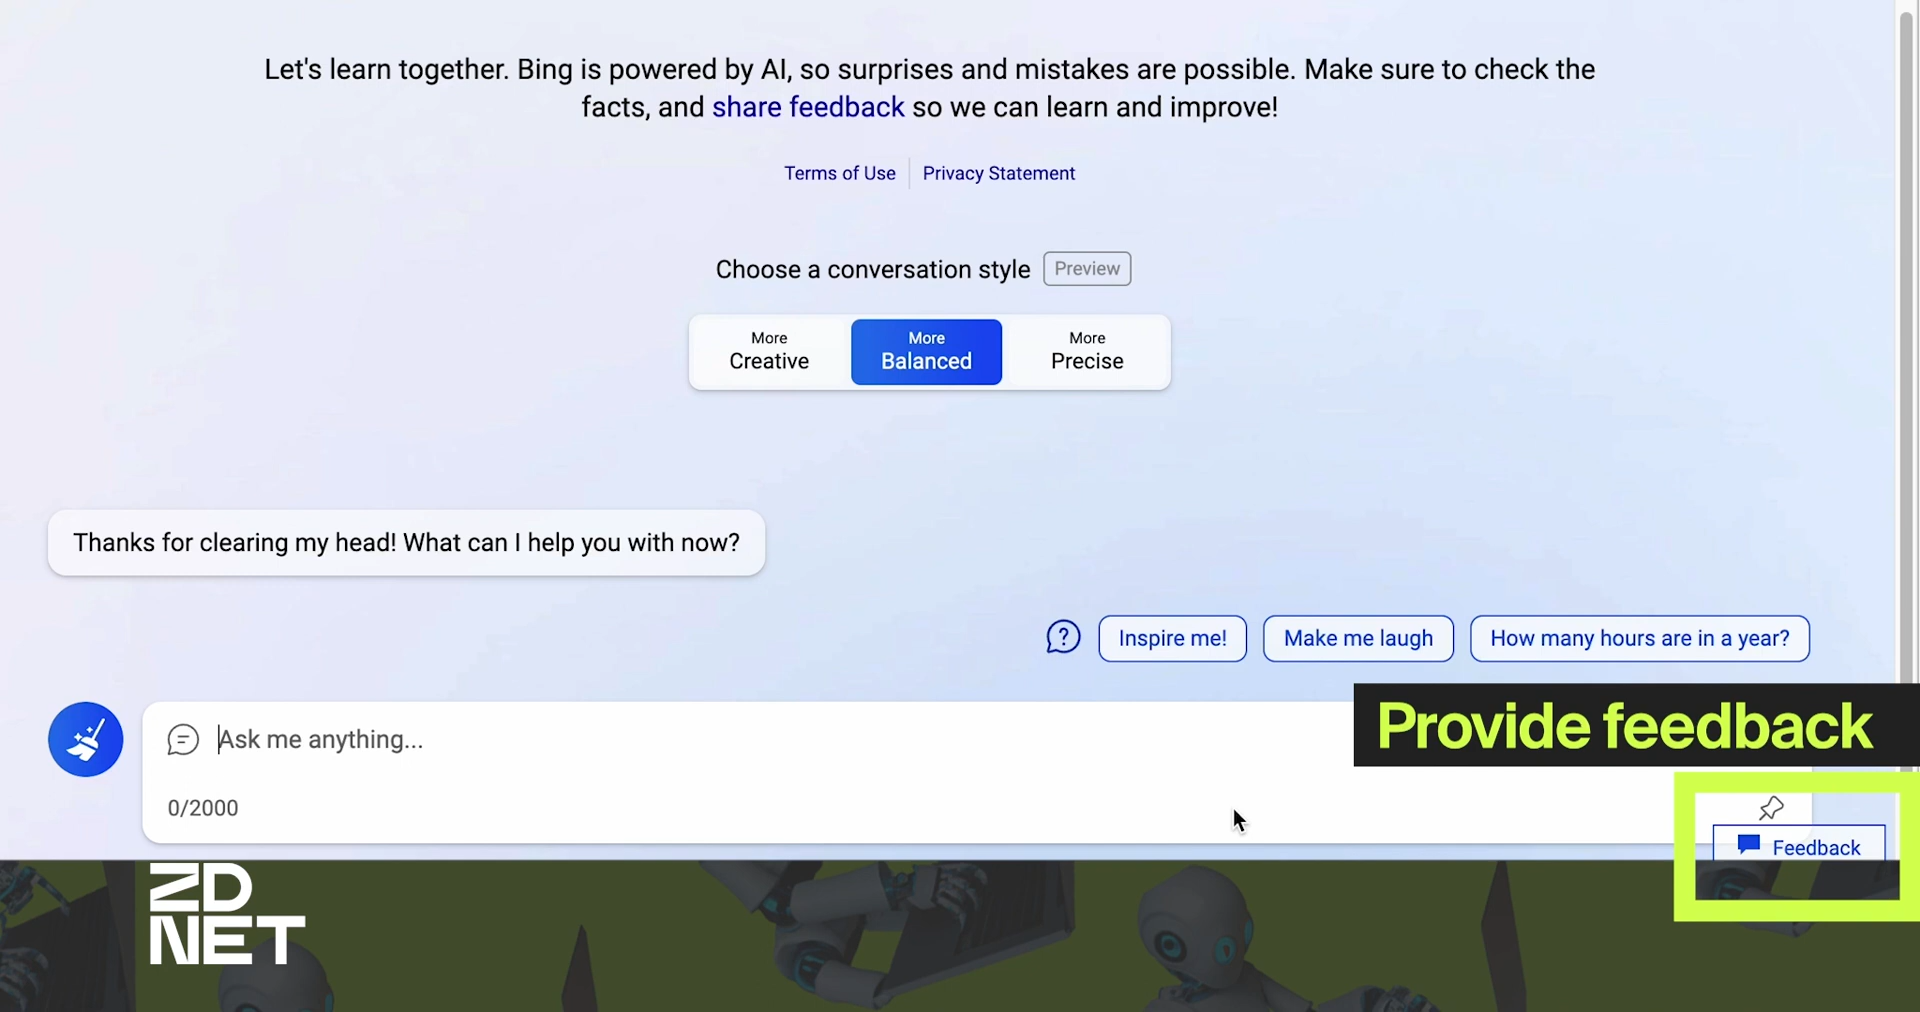 Let's learn together. Bing is powered by AI, so surprises and mistakes are possible. Make sure to check the
facts, and share feedback so we can learn and improve!
Terms of Use
Privacy Statement
Choose a conversation style
Preview
More
Creative
More
Balanced
More
Precise
Thanks for clearing my head! What can I help you with now?
Inspire me!
Make me laugh
How many hours are in a year?
Provide feedback
Ask me anything...
0/2000
Feedback
ZD
NET